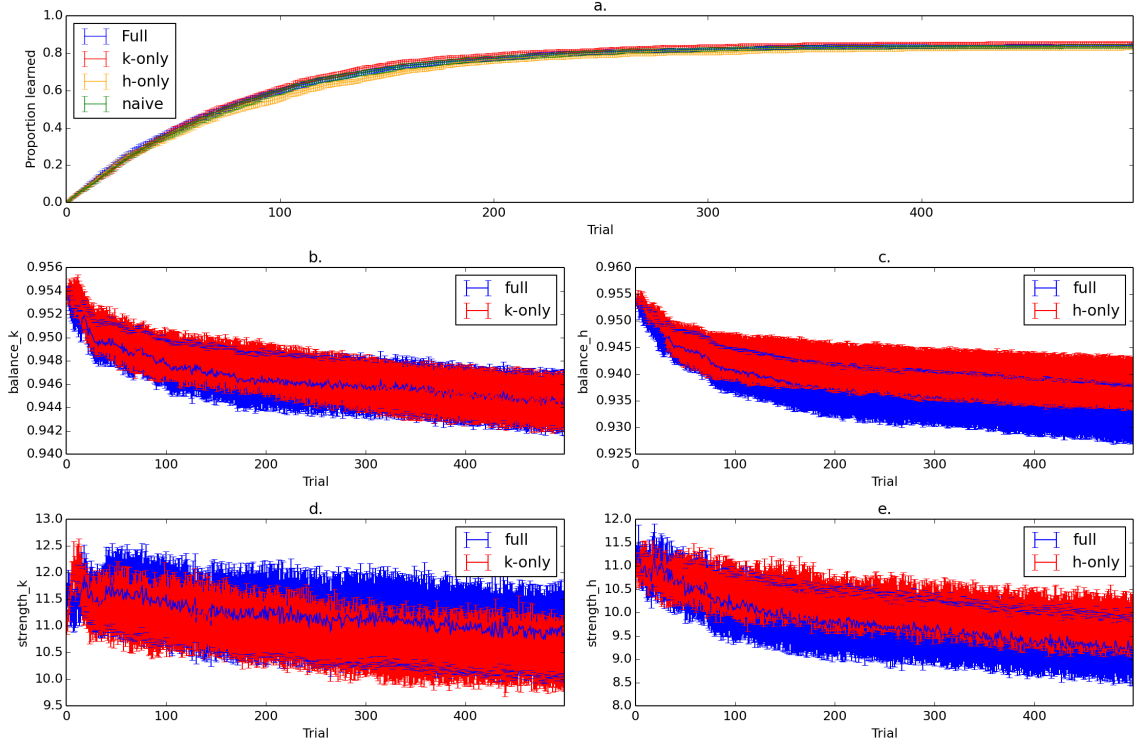 a.
Proportion learned
1.0
0.8
0.6
0.4
0.2
0.0
Full
k-only
h-only
naive
0 100 200 300 400
Trial
b.
balance_k
0.956
0.954
0.952
0.950
0.948
0.946
0.944
0.942
0.940
full
k-only
0 100 200 300 400
Trial
c.
balance_h
0.960
0.955
0.950
0.945
0.940
0.935
0.930
0.925
full
h-only
0 100 200 300 400
Trial
d.
strength_k
13.0
12.5
12.0
11.5
11.0
10.5
10.0
9.5
full
k-only
0 100 200 300 400
Trial
e.
strength_h
12.0
11.5
11.0
10.5
10.0
9.5
9.0
8.5
8.0
full
h-only
0 100 200 300 400
Trial